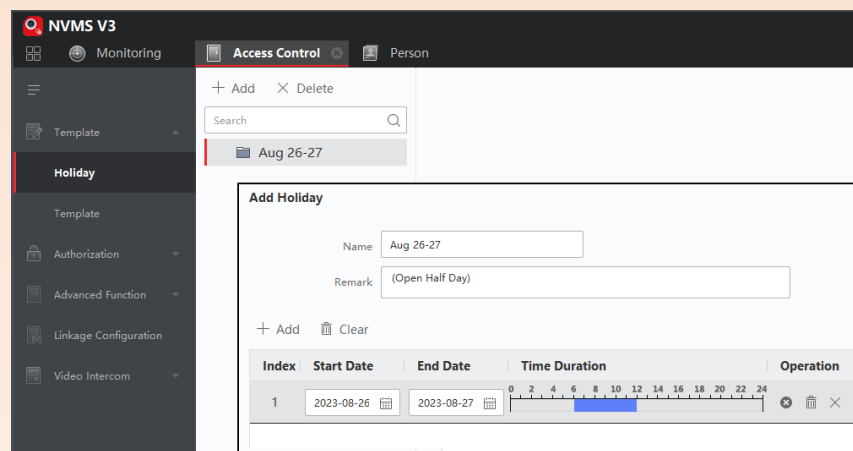 NVMS V3
Monitoring
Access Control
Person
Add
Delete
Search
Aug 26-27
Template
Holiday
Template
Authorization
Advanced Function
Linkage Configuration
Video Intercom
Add Holiday
Name Aug 26-27
Remark (Open Half Day)
Add Clear
Index Start Date End Date Time Duration Operation
0 2 4 6 8 10 12 14 16 18 20 22 24
1 2023-08-26 2023-08-27